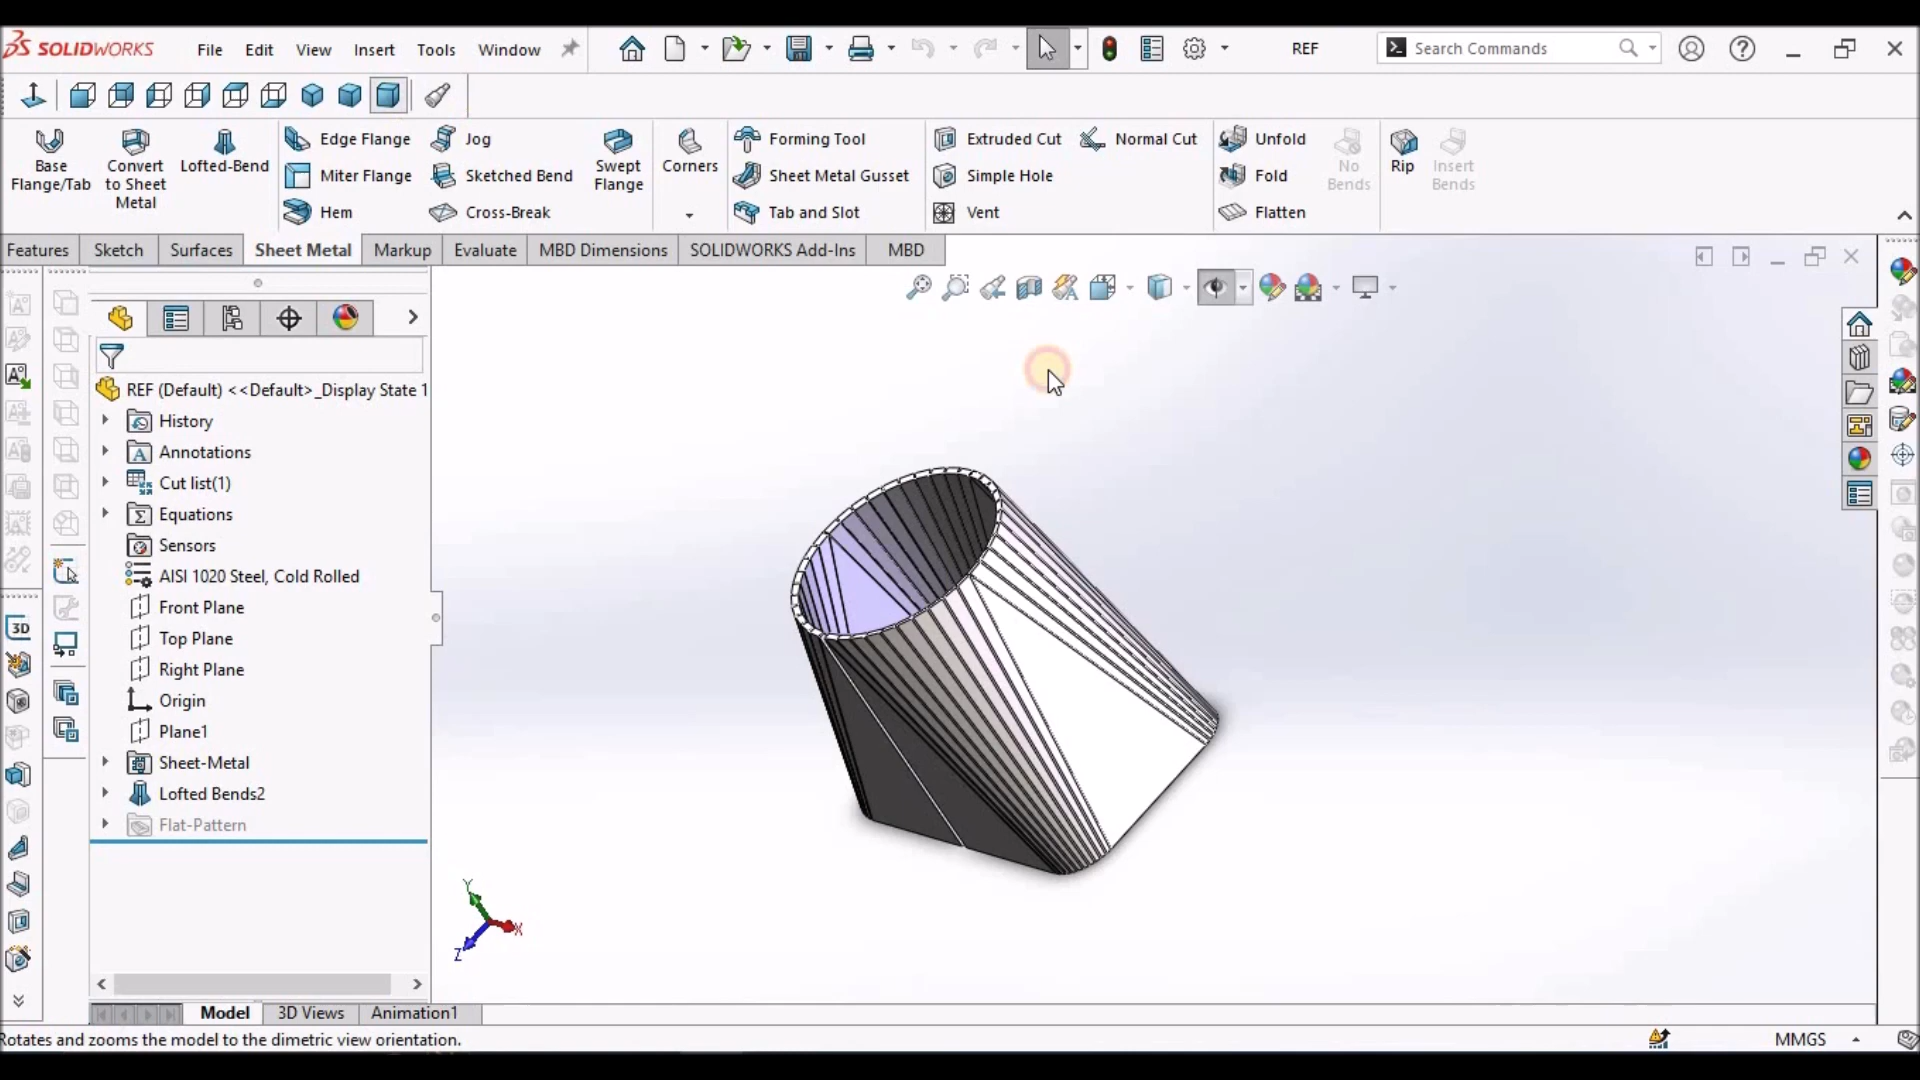 SOLIDWORKS File Edit View Insert Tools Window REF Search Commands
Base Flange/Tab
Convert to Sheet Metal
Lofted-Bend
Edge Flange
Miter Flange
Hem
Jog
Sketched Bend
Cross-Break
Swept Flange
Corners
Forming Tool
Sheet Metal Gusset
Tab and Slot
Extruded Cut
Simple Hole
Vent
Normal Cut
Unfold
Fold
Flatten
No Bends
Rip
Insert Bends
Features Sketch Surfaces Sheet Metal Markup Evaluate MBD Dimensions SOLIDWORKS Add-Ins MBD
REF (Default) <<Default>_Display State 1
History
Annotations
Cut list(1)
Equations
Sensors
AISI 1020 Steel, Cold Rolled
Front Plane
Top Plane
Right Plane
Origin
Plane1
Sheet-Metal
Lofted Bends2
Flat-Pattern
3D
Y
X
Z
Model 3D Views Animation1
Rotates and zooms the model to the dimetric view orientation.
MMGS